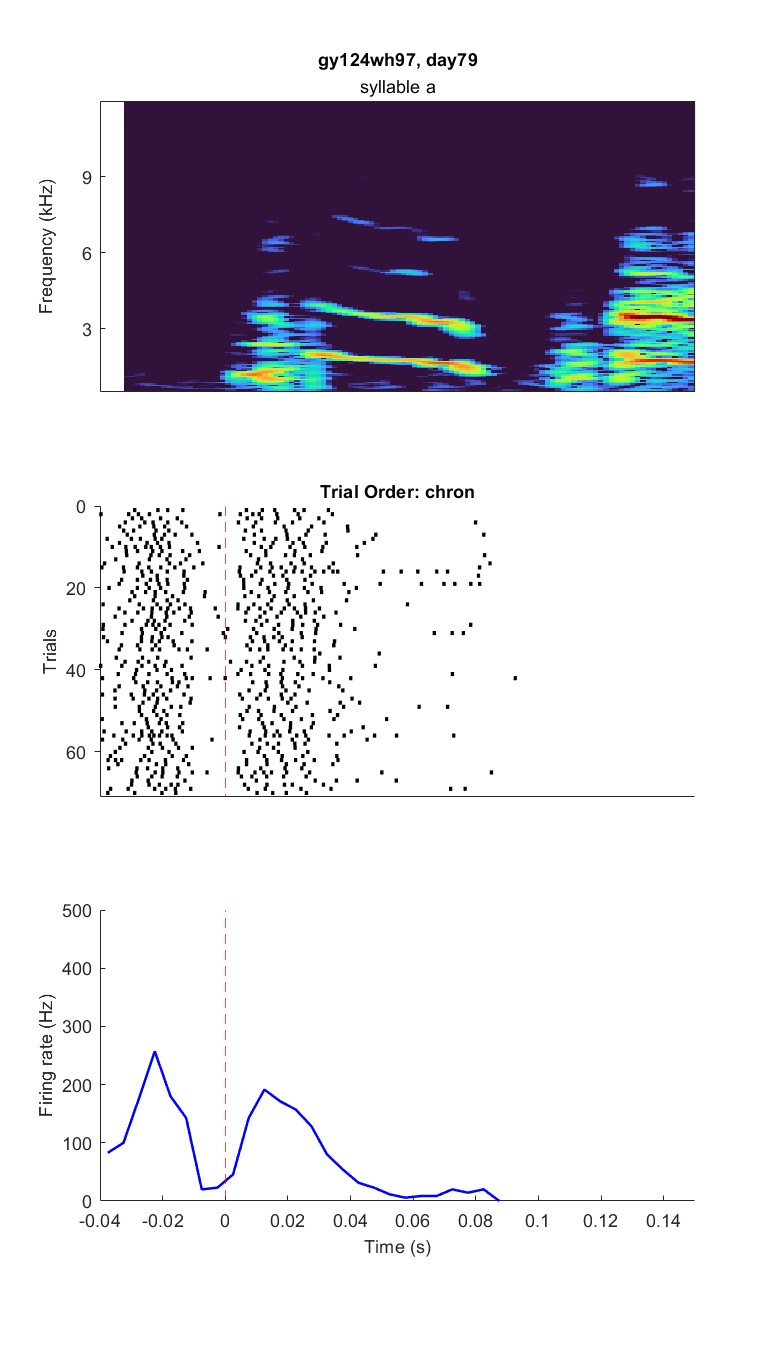 gy124wh97, day79
syllable a
Frequency (kHz)
9
6
3
Trial Order: chron
Trials
0
20
40
60
Firing rate (Hz)
500
400
300
200
100
0
-0.04 -0.02 0 0.02 0.04 0.06 0.08 0.1 0.12 0.14
Time (s)